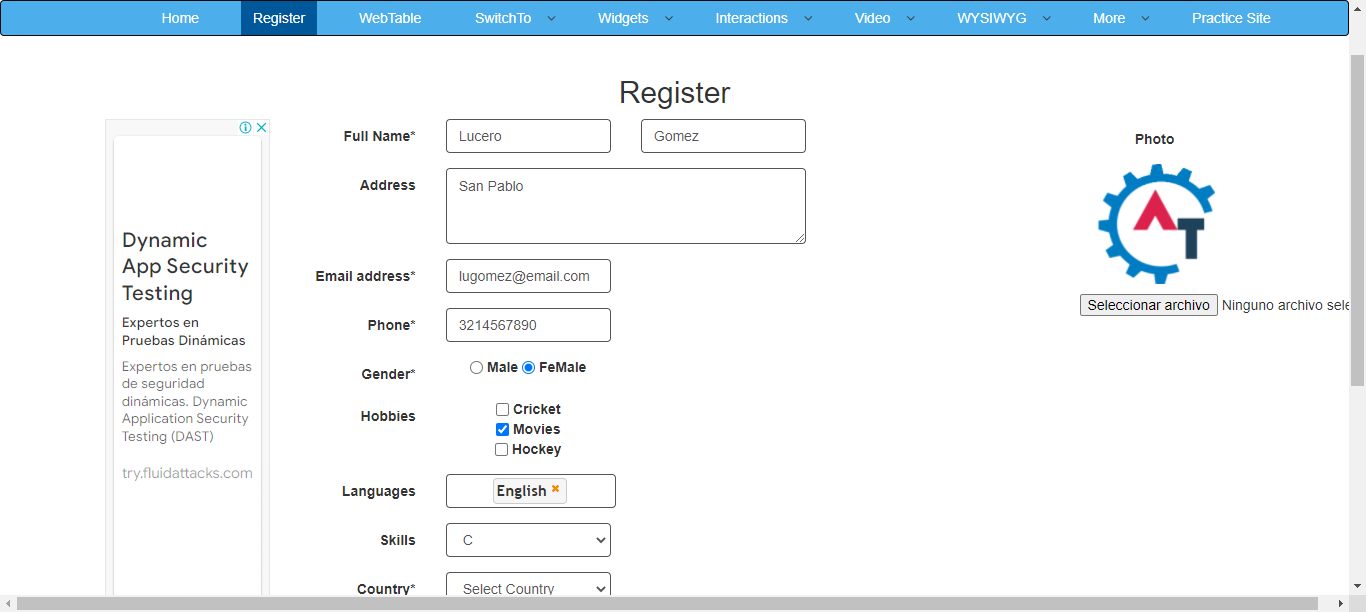 Home Register WebTable SwitchTo Widgets Interactions Video WYSIWYG More Practice Site
Register
Full Name* Lucero Gomez
Address San Pablo
Email address* lugomez@email.com
Phone* 3214567890
Gender* Male FeMale
Hobbies Cricket
Movies
Hockey
Languages English
Skills C
Country* Select Country
Photo
AT
Seleccionar archivo Ninguno archivo sele
Dynamic
App Security
Testing
Expertos en
Pruebas Dinámicas
Expertos en pruebas
de seguridad
dinámicas. Dynamic
Application Security
Testing (DAST)
try.fluidattacks.com